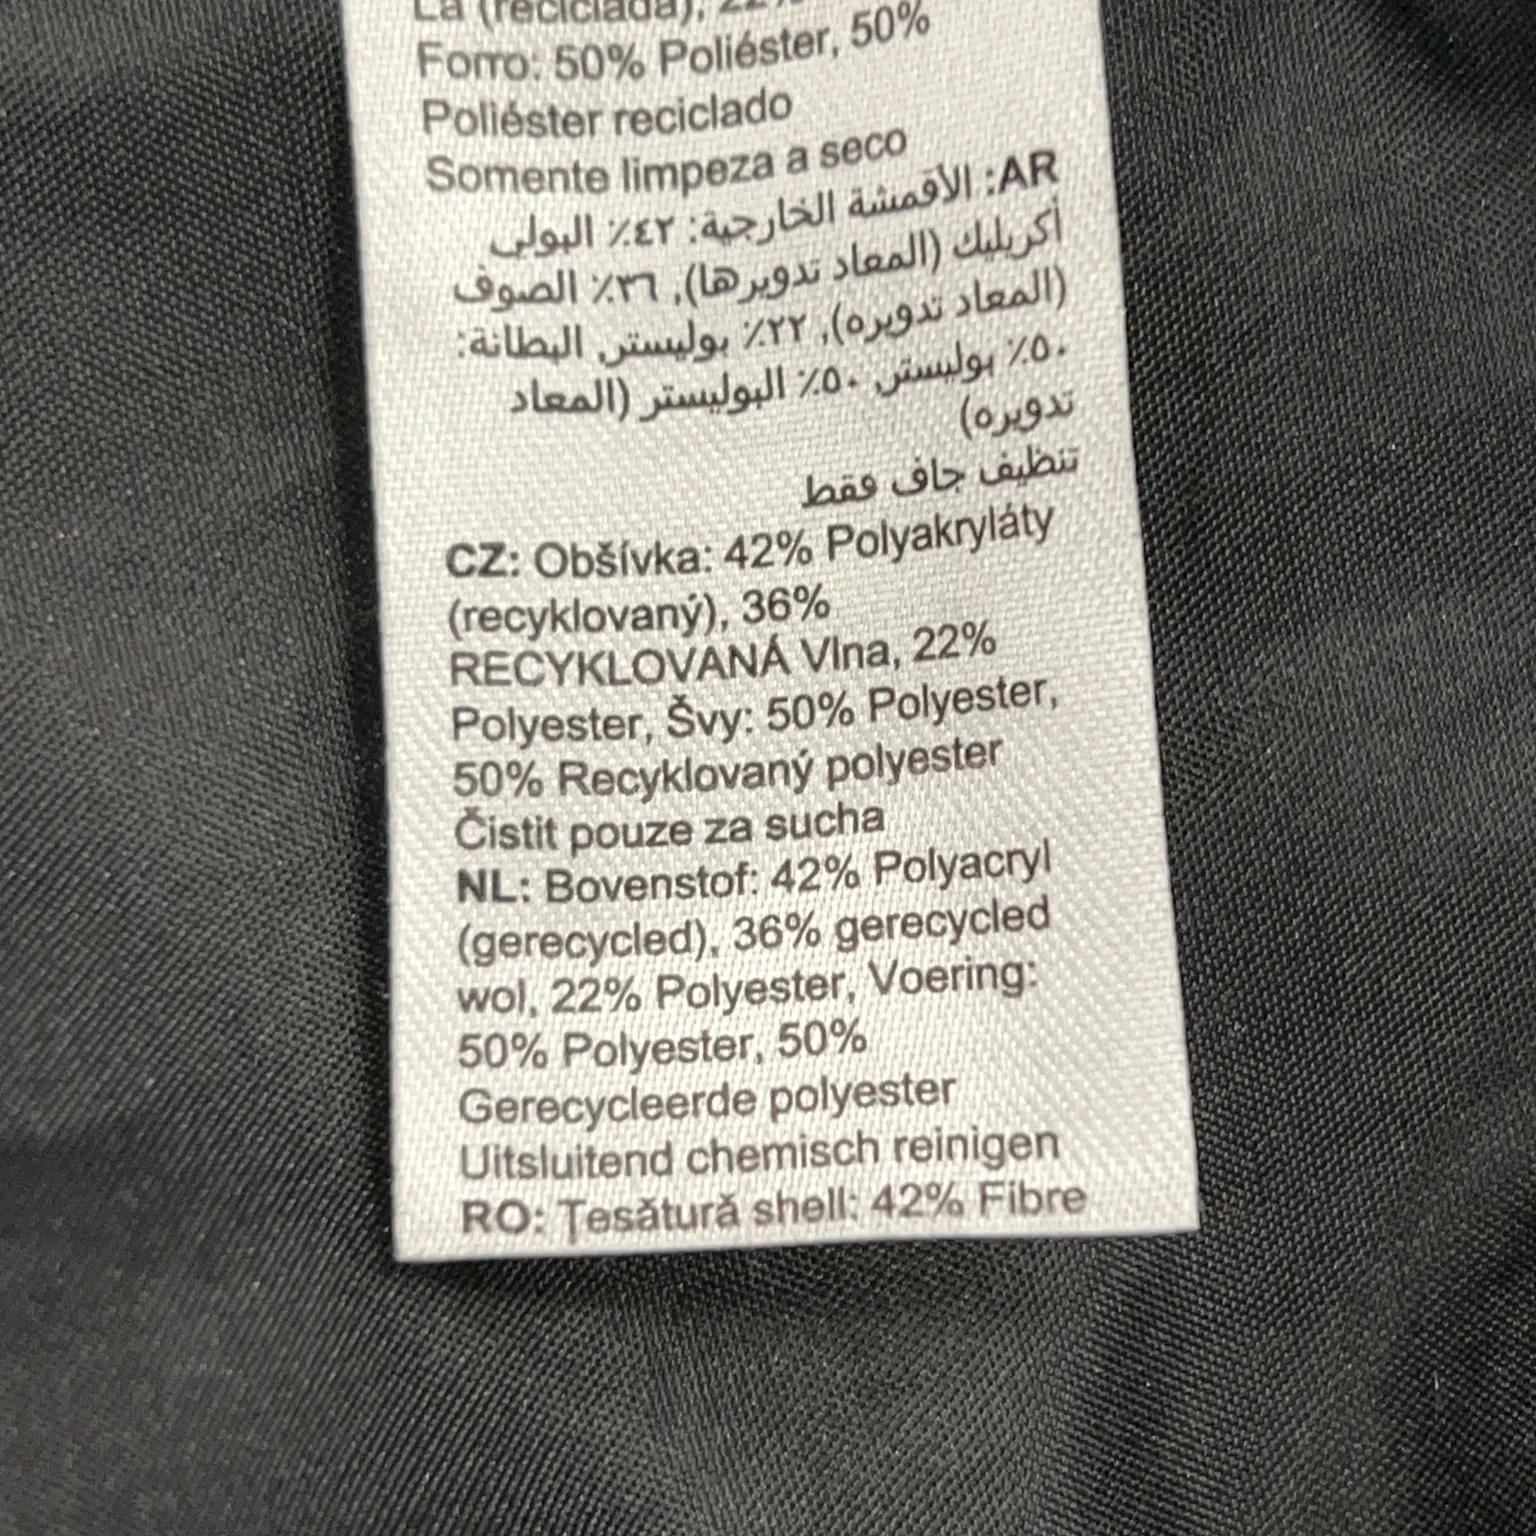 Lã (reciclada), 22%
Forro: 50% Poliéster, 50%
Poliéster reciclado
Somente limpeza a seco
AR: الأقمشة الخارجية: ٤٢٪ البولي
أكريليك (المعاد تدويرها), ٣٦٪ الصوف
(المعاد تدويره), ٢٢٪ بوليستر, البطانة:
٥٠٪ بوليستر, ٥٠٪ البوليستر (المعاد
تدويره)
تنظيف جاف فقط
CZ: Obšívka: 42% Polyakryláty
(recyklovaný), 36%
RECYKLOVANÁ Vlna, 22%
Polyester, Švy: 50% Polyester,
50% Recyklovaný polyester
Čistit pouze za sucha
NL: Bovenstof: 42% Polyacryl
(gerecycled), 36% gerecycled
wol, 22% Polyester, Voering:
50% Polyester, 50%
Gerecycleerde polyester
Uitsluitend chemisch reinigen
RO: Țesătură shell: 42% Fibre